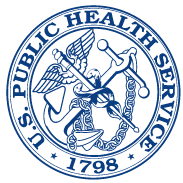 U.S. PUBLIC HEALTH SERVICE
1798